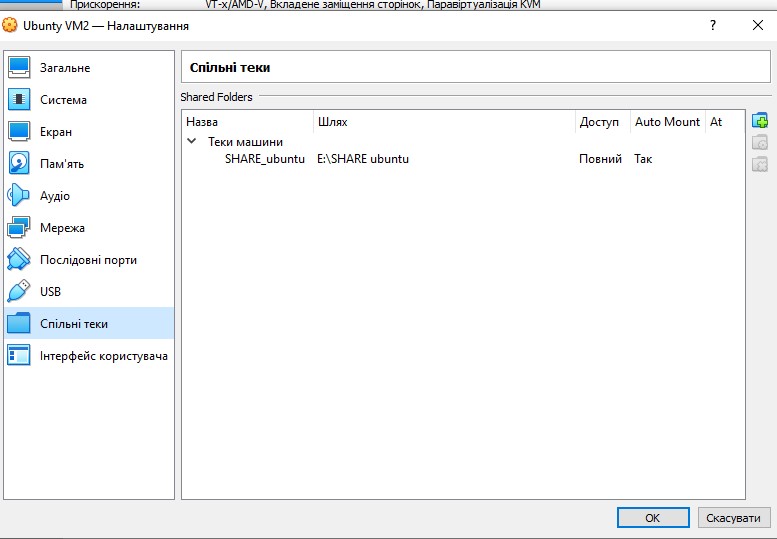 Прискорення: VT-x/AMD-V, Вкладене заміщення сторінок, Паравіртуалізація KVM
Ubunty VM2 — Налаштування ? ×
Загальне
Система
Екран
Пам'ять
Аудіо
Мережа
Послідовні порти
USB
Спільні теки
Інтерфейс користувача
Спільні теки
Shared Folders
Назва Шлях Доступ Auto Mount At
Теки машини
SHARE_ubuntu E:\SHARE ubuntu Повний Так
OK Скасувати